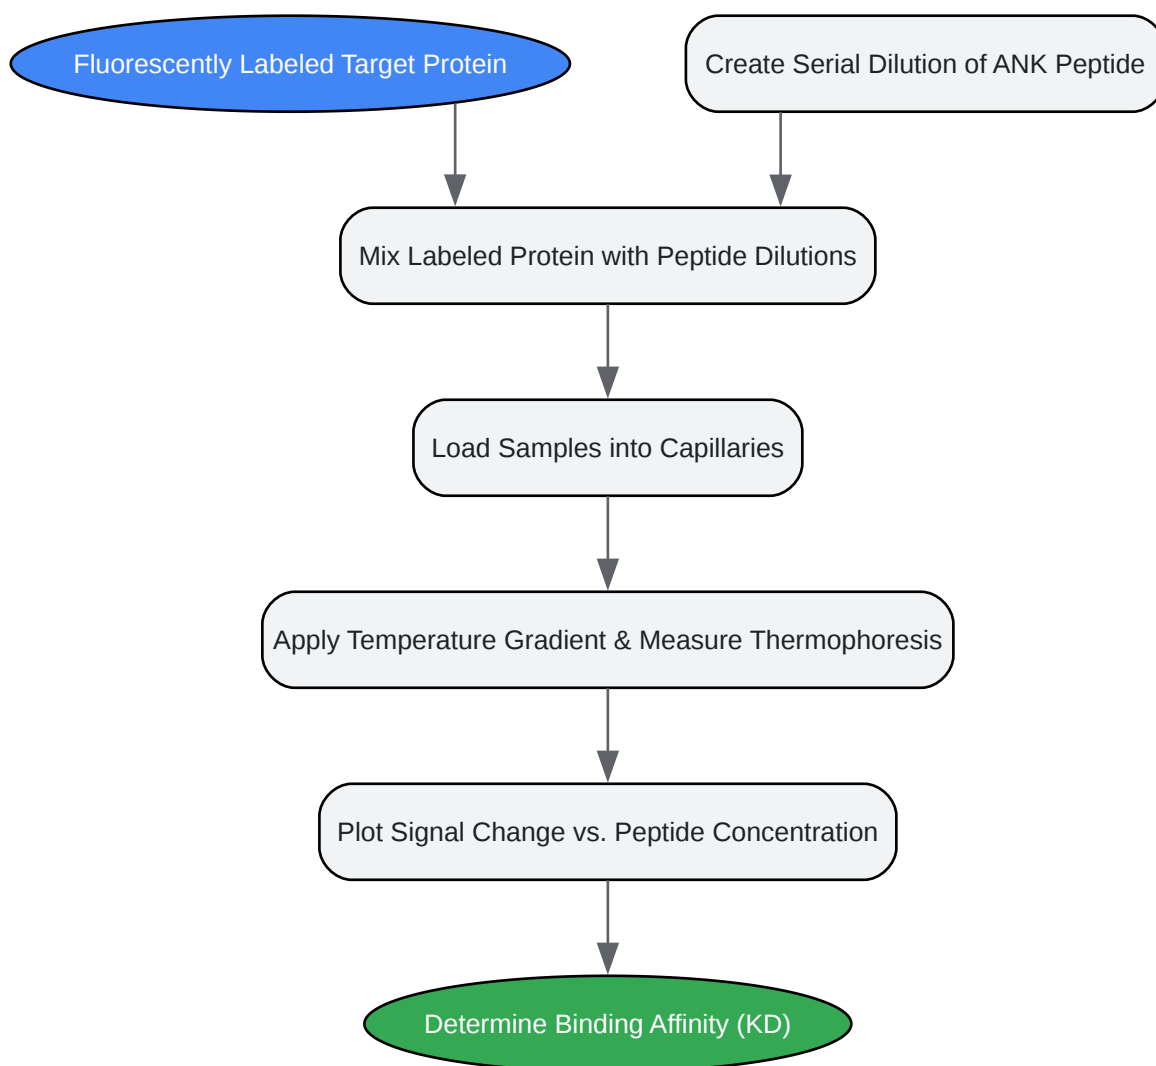 Fluorescently Labeled Target Protein
Create Serial Dilution of ANK Peptide
Mix Labeled Protein with Peptide Dilutions
Load Samples into Capillaries
Apply Temperature Gradient & Measure Thermophoresis
Plot Signal Change vs. Peptide Concentration
Determine Binding Affinity (KD)